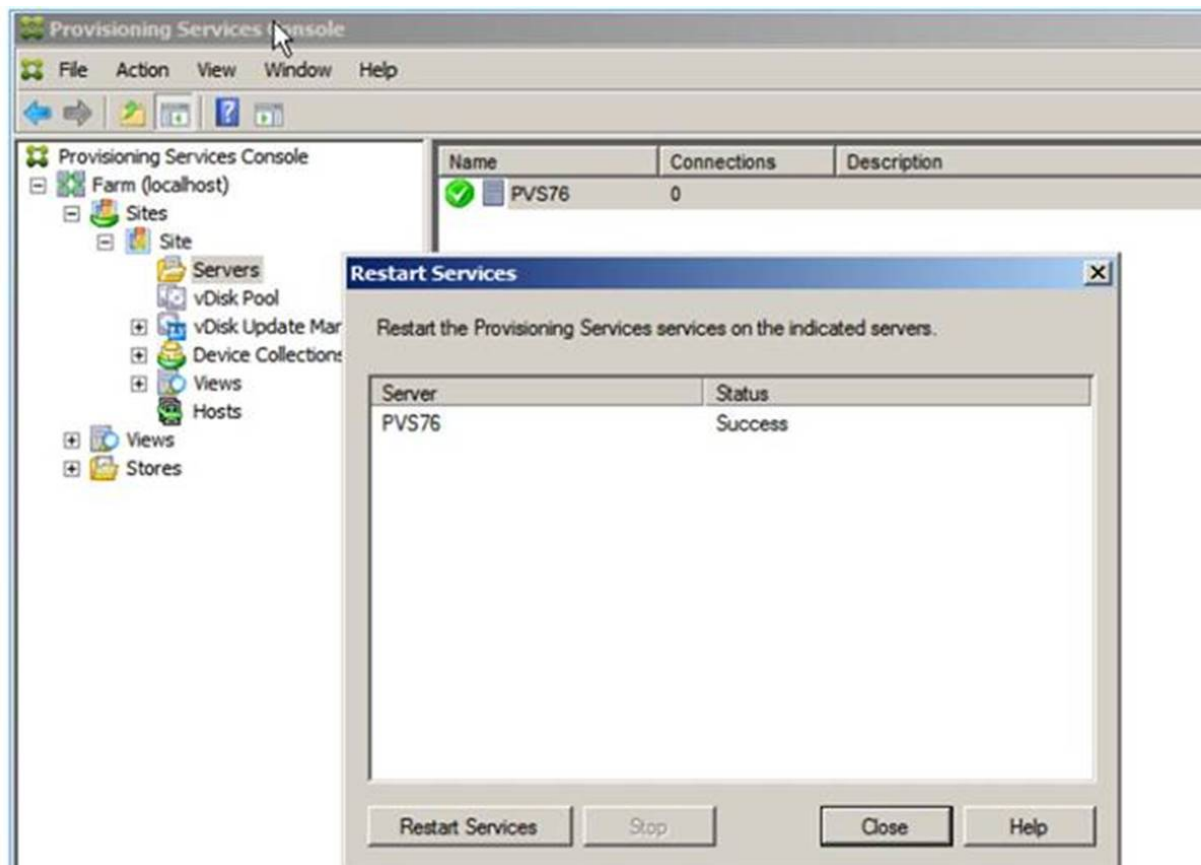 Provisioning Services Console
File Action View Window Help
Provisioning Services Console
Farm (localhost)
Sites
Site
Servers
vDisk Pool
vDisk Update Mar
Device Collections
Views
Hosts
Views
Stores
Name Connections Description
PVS76 0
Restart Services
Restart the Provisioning Services services on the indicated servers.
Server Status
PVS76 Success
Restart Services Stop Close Help